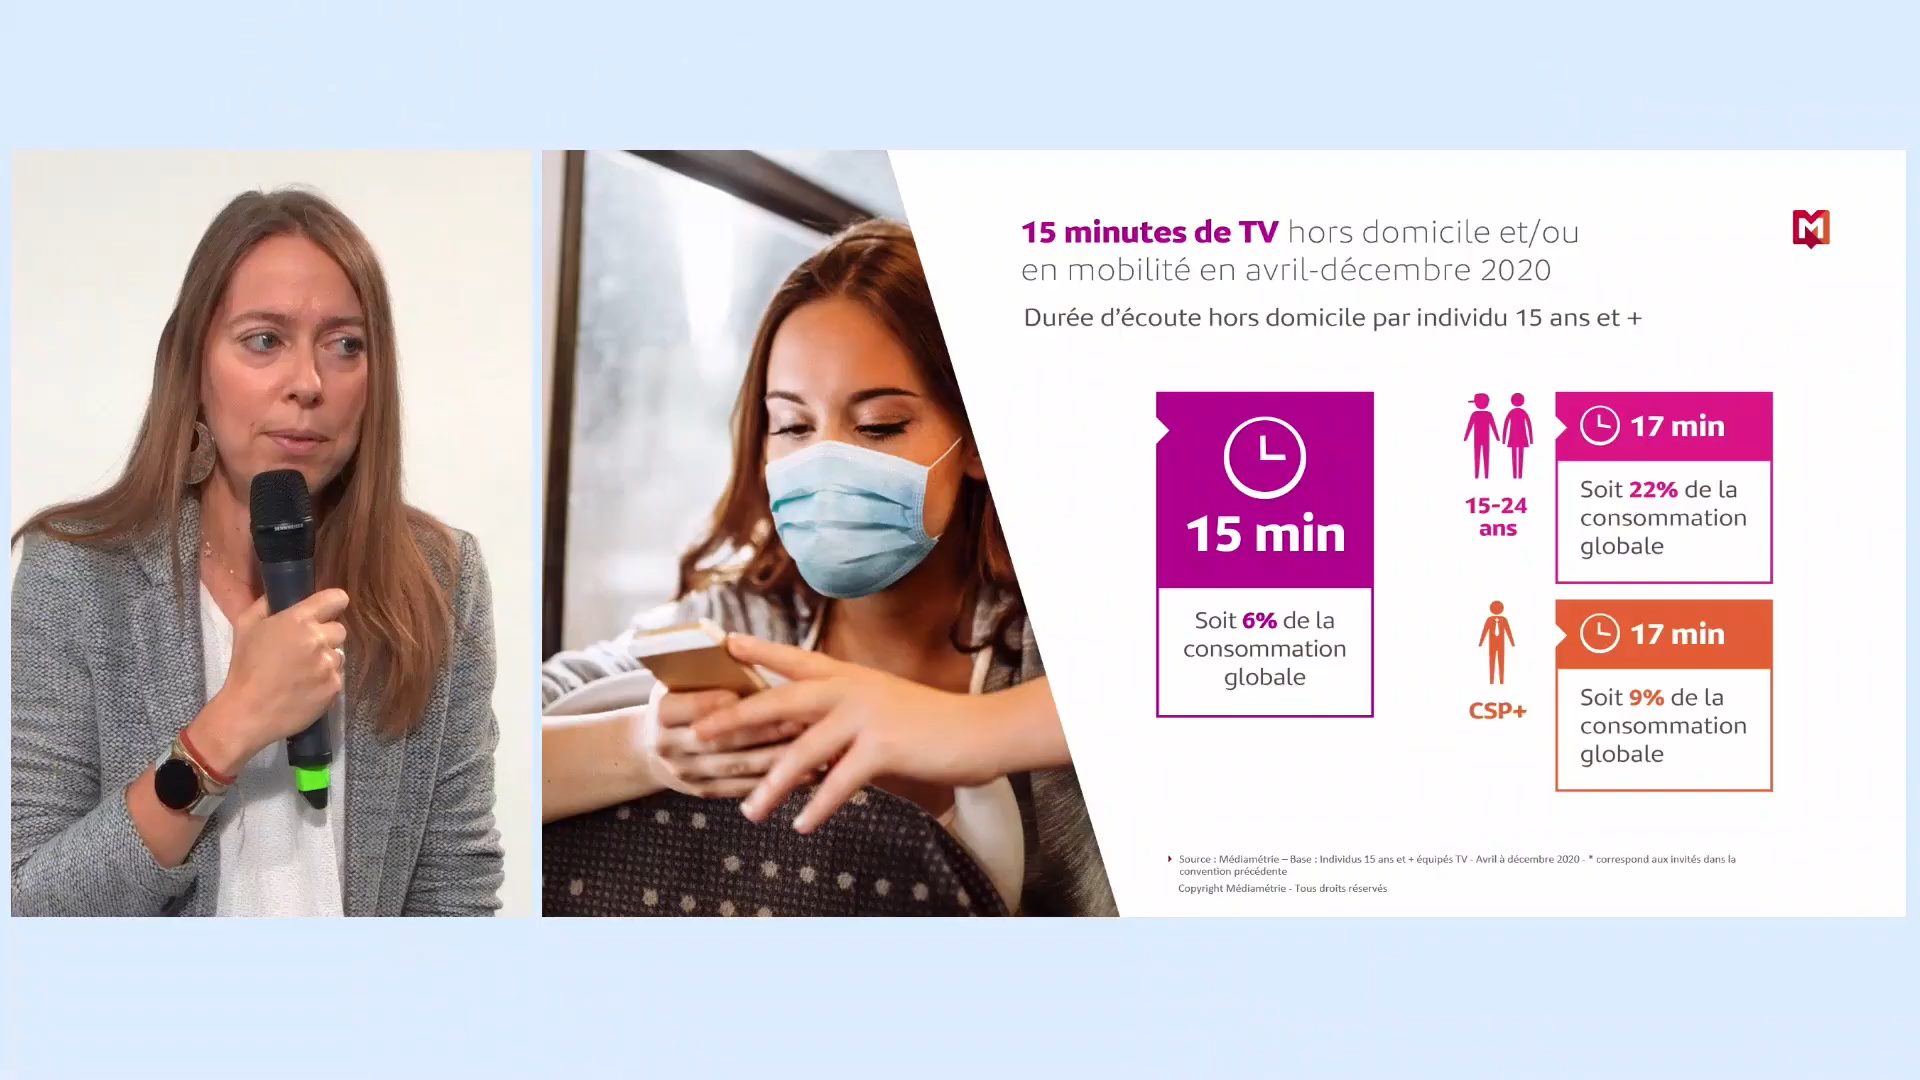 15 minutes de TV hors domicile et/ou
en mobilité en avril-décembre 2020
Durée d'écoute hors domicile par individu 15 ans et +
15 min
Soit 6% de la
consommation
globale
15-24
ans
17 min
Soit 22% de la
consommation
globale
CSP+
17 min
Soit 9% de la
consommation
globale
Source : Médiamétrie – Base : Individus 15 ans et + équipés TV - Avril à décembre 2020 - * correspond aux invités dans la
convention précédente
Copyright Médiamétrie - Tous droits réservés